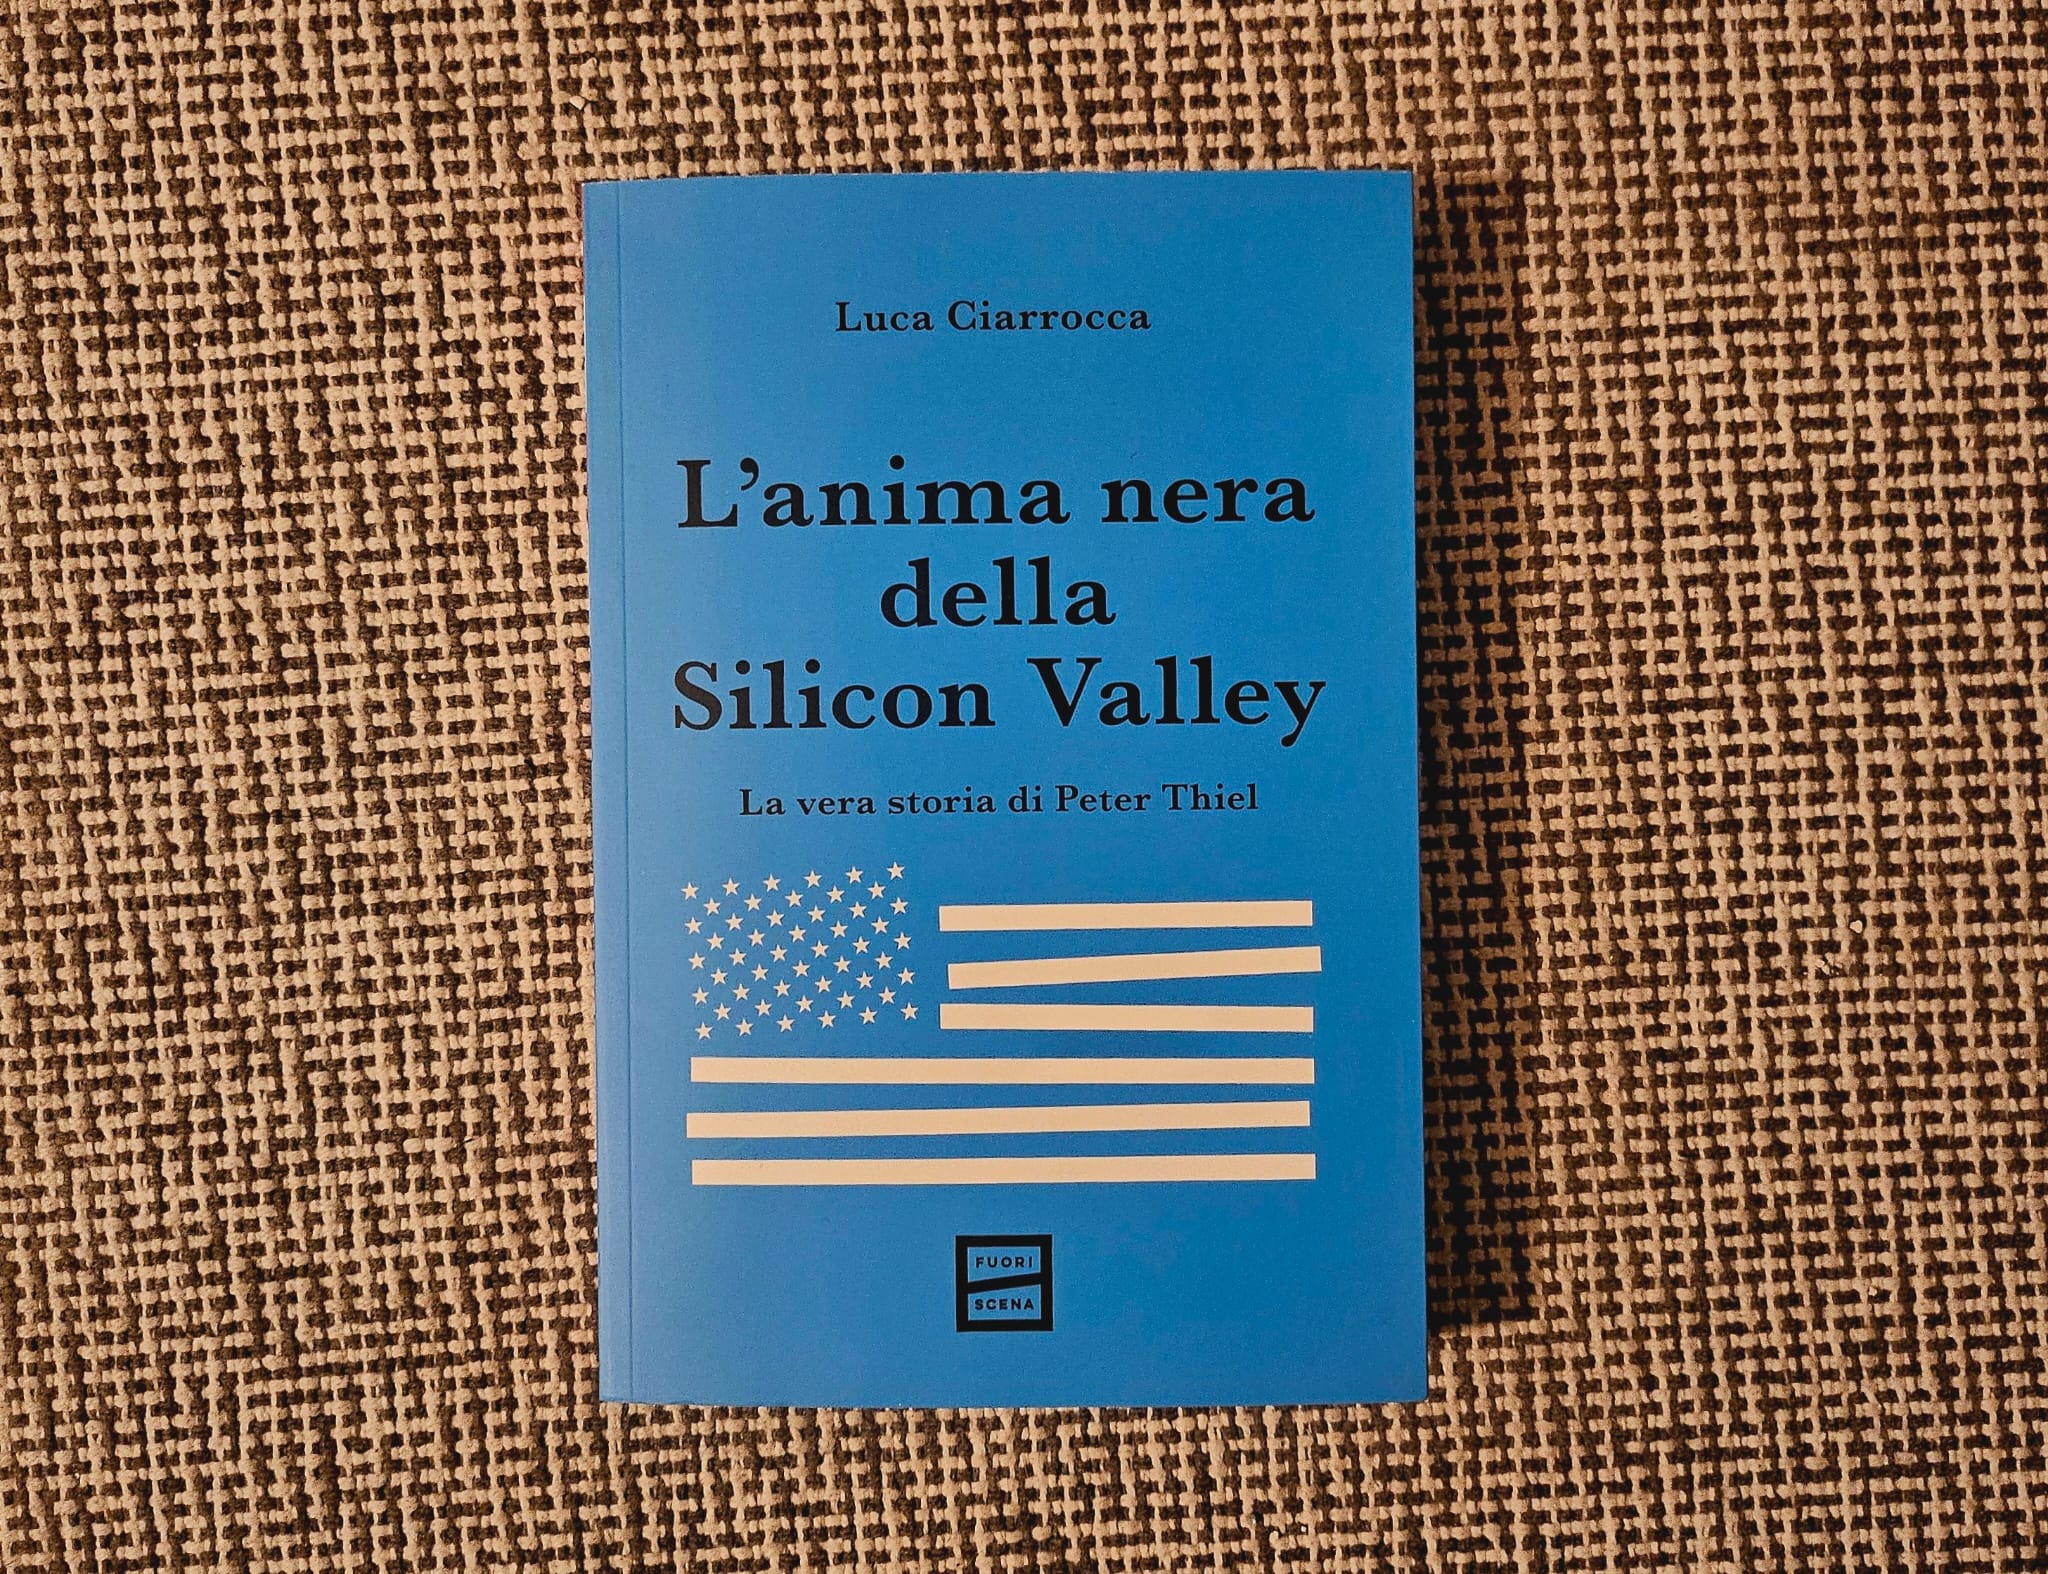 Luca Ciarrocca
L'anima nera
della
Silicon Valley
La vera storia di Peter Thiel
FUORI
SCENA